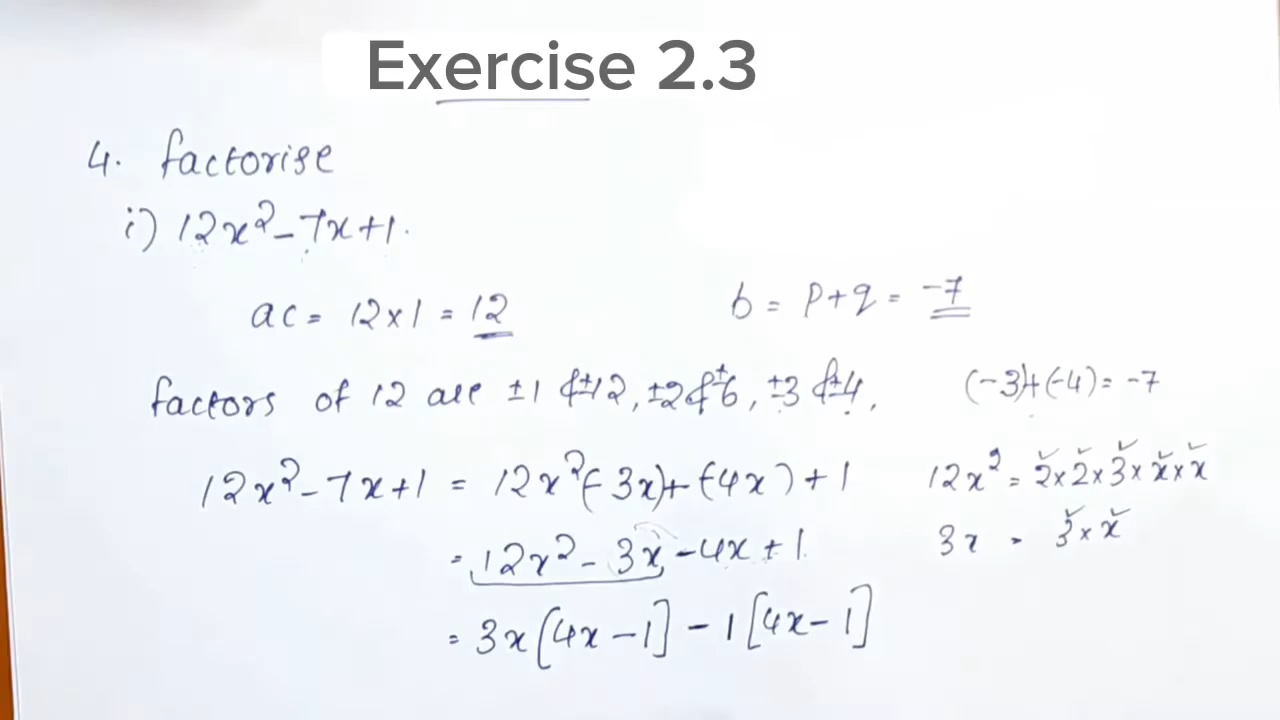 Exercise 2.3
4. factorise
i) 12x² - 7x + 1.
ac = 12 x 1 = 12    b = p + q = -7
factors of 12 are ±1 & ±12, ±2 & ±6, ±3 & ±4,    (-3)+(-4) = -7
12x² - 7x + 1 = 12x² (-3x) + (-4x) + 1    12x² = 2 x 2 x 3 x x x x
= 12x² - 3x - 4x + 1    3x = 3 x x
= 3x [4x - 1] - 1 [4x - 1]